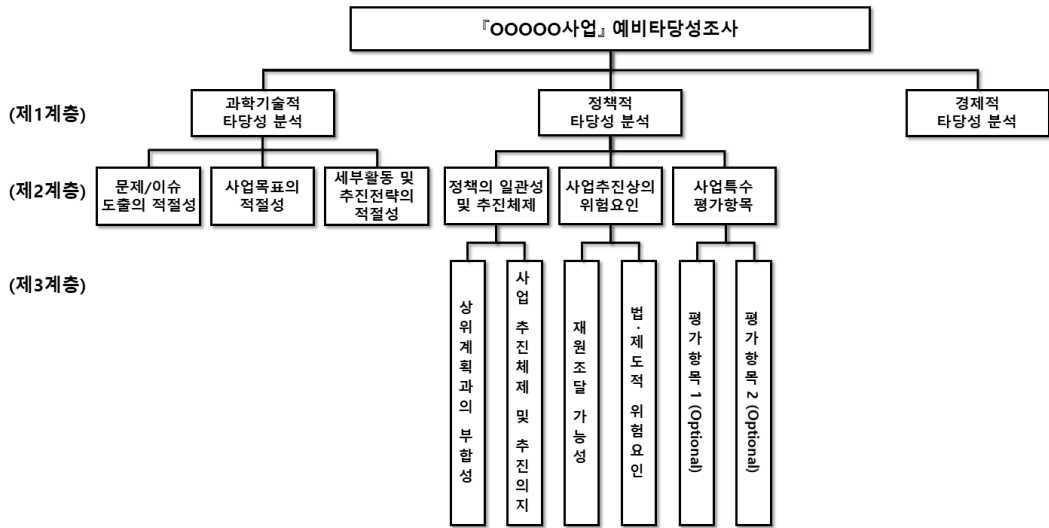 『OOOOO사업』 예비타당성조사
(제1계층)
과학기술적
타당성 분석
정책적
타당성 분석
경제적
타당성 분석
(제2계층)
문제/이슈
도출의 적절성
사업목표의
적절성
세부활동 및
추진전략의
적절성
정책의 일관성
및 추진체제
사업추진상의
위험요인
사업특수
평가항목
(제3계층)
상위계획과의 부합성
사업 추진체제 및 추진의지
재원조달 가능성
법·제도적 위험요인
평가항목 1 (Optional)
평가항목 2 (Optional)